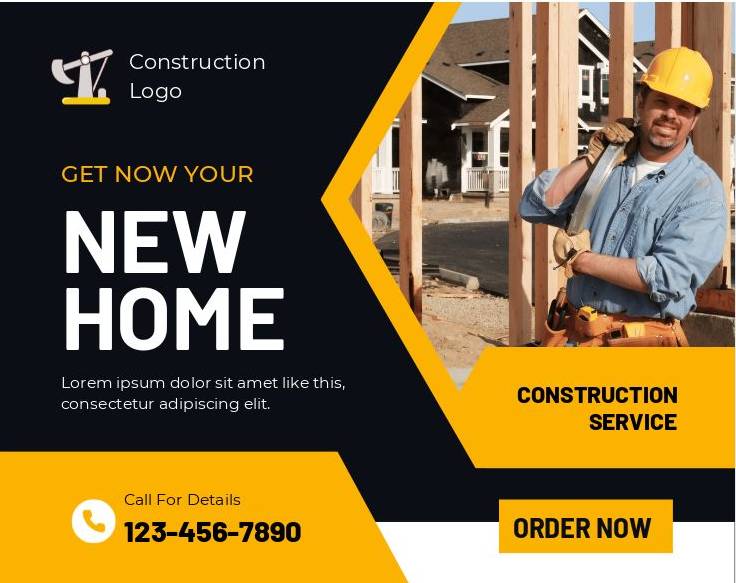 Construction
Logo
GET NOW YOUR
NEW
HOME
Lorem ipsum dolor sit amet like this,
consectetur adipiscing elit.
CONSTRUCTION
SERVICE
Call For Details
123-456-7890
ORDER NOW